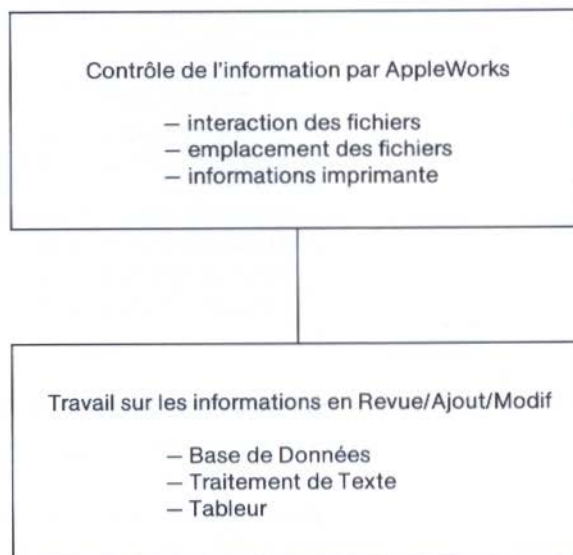 Contrôle de l'information par AppleWorks
— interaction des fichiers
— emplacement des fichiers
— informations imprimante
Travail sur les informations en Revue/Ajout/Modif
— Base de Données
— Traitement de Texte
— Tableur